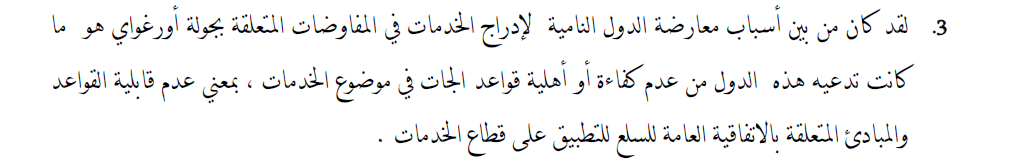 3. لقد كان من بين أسباب معارضة الدول النامية لإدراج الخدمات في المفاوضات المتعلقة بجولة أورغواي هو ما
كانت تدعيه هذه الدول من عدم كفاءة أو أهلية قواعد الجات في موضوع الخدمات ، بمعني عدم قابلية القواعد
والمبادئ المتعلقة بالاتفاقية العامة للسلع للتطبيق على قطاع الخدمات .